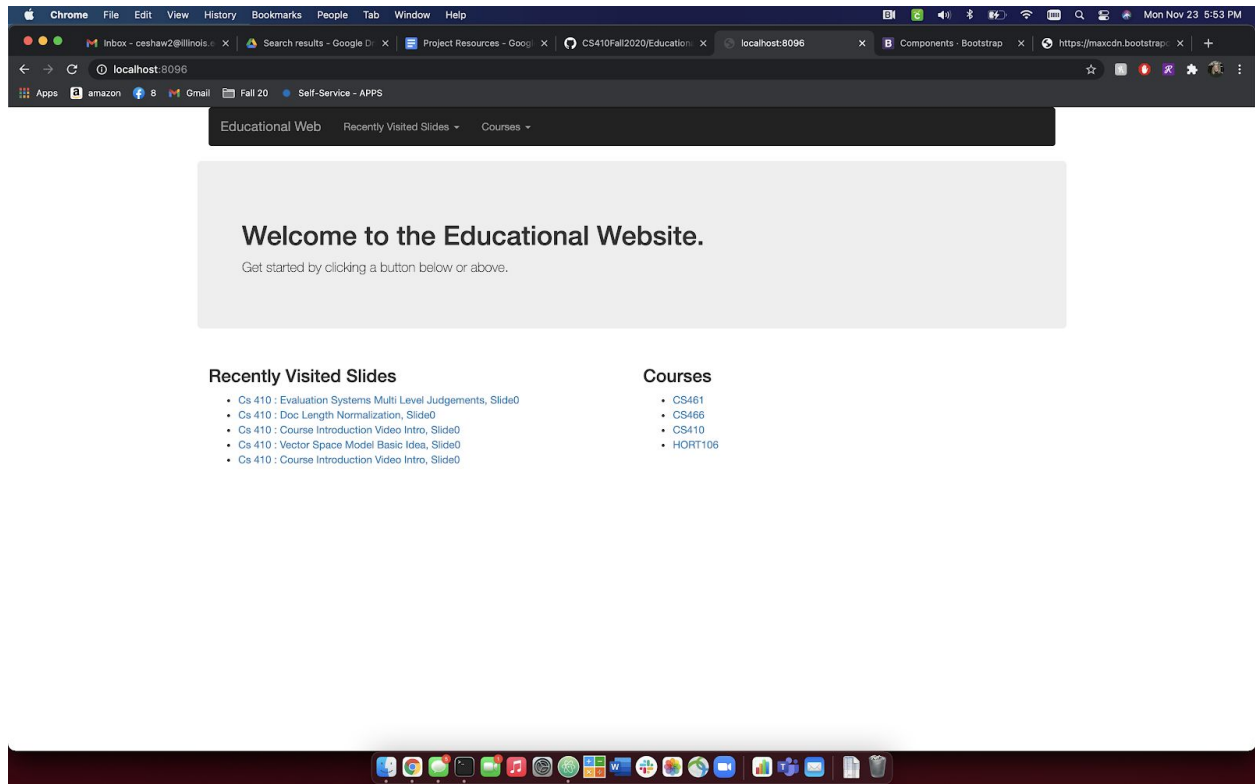 Chrome File Edit View History Bookmarks People Tab Window Help Mon Nov 23 5:53 PM
Inbox - ceshaw2@illinois.e Search results - Google Dr Project Resources - Googl CS410Fall2020/Education localhost:8096 Components · Bootstrap https://maxcdn.bootstrapc
localhost:8096
Apps amazon 8 Gmail Fall 20 Self-Service - APPS
Educational Web Recently Visited Slides Courses
Welcome to the Educational Website.
Get started by clicking a button below or above.
Recently Visited Slides
Cs 410 : Evaluation Systems Multi Level Judgements, Slide0
Cs 410 : Doc Length Normalization, Slide0
Cs 410 : Course Introduction Video Intro, Slide0
Cs 410 : Vector Space Model Basic Idea, Slide0
Cs 410 : Course Introduction Video Intro, Slide0
Courses
CS461
CS466
CS410
HORT106